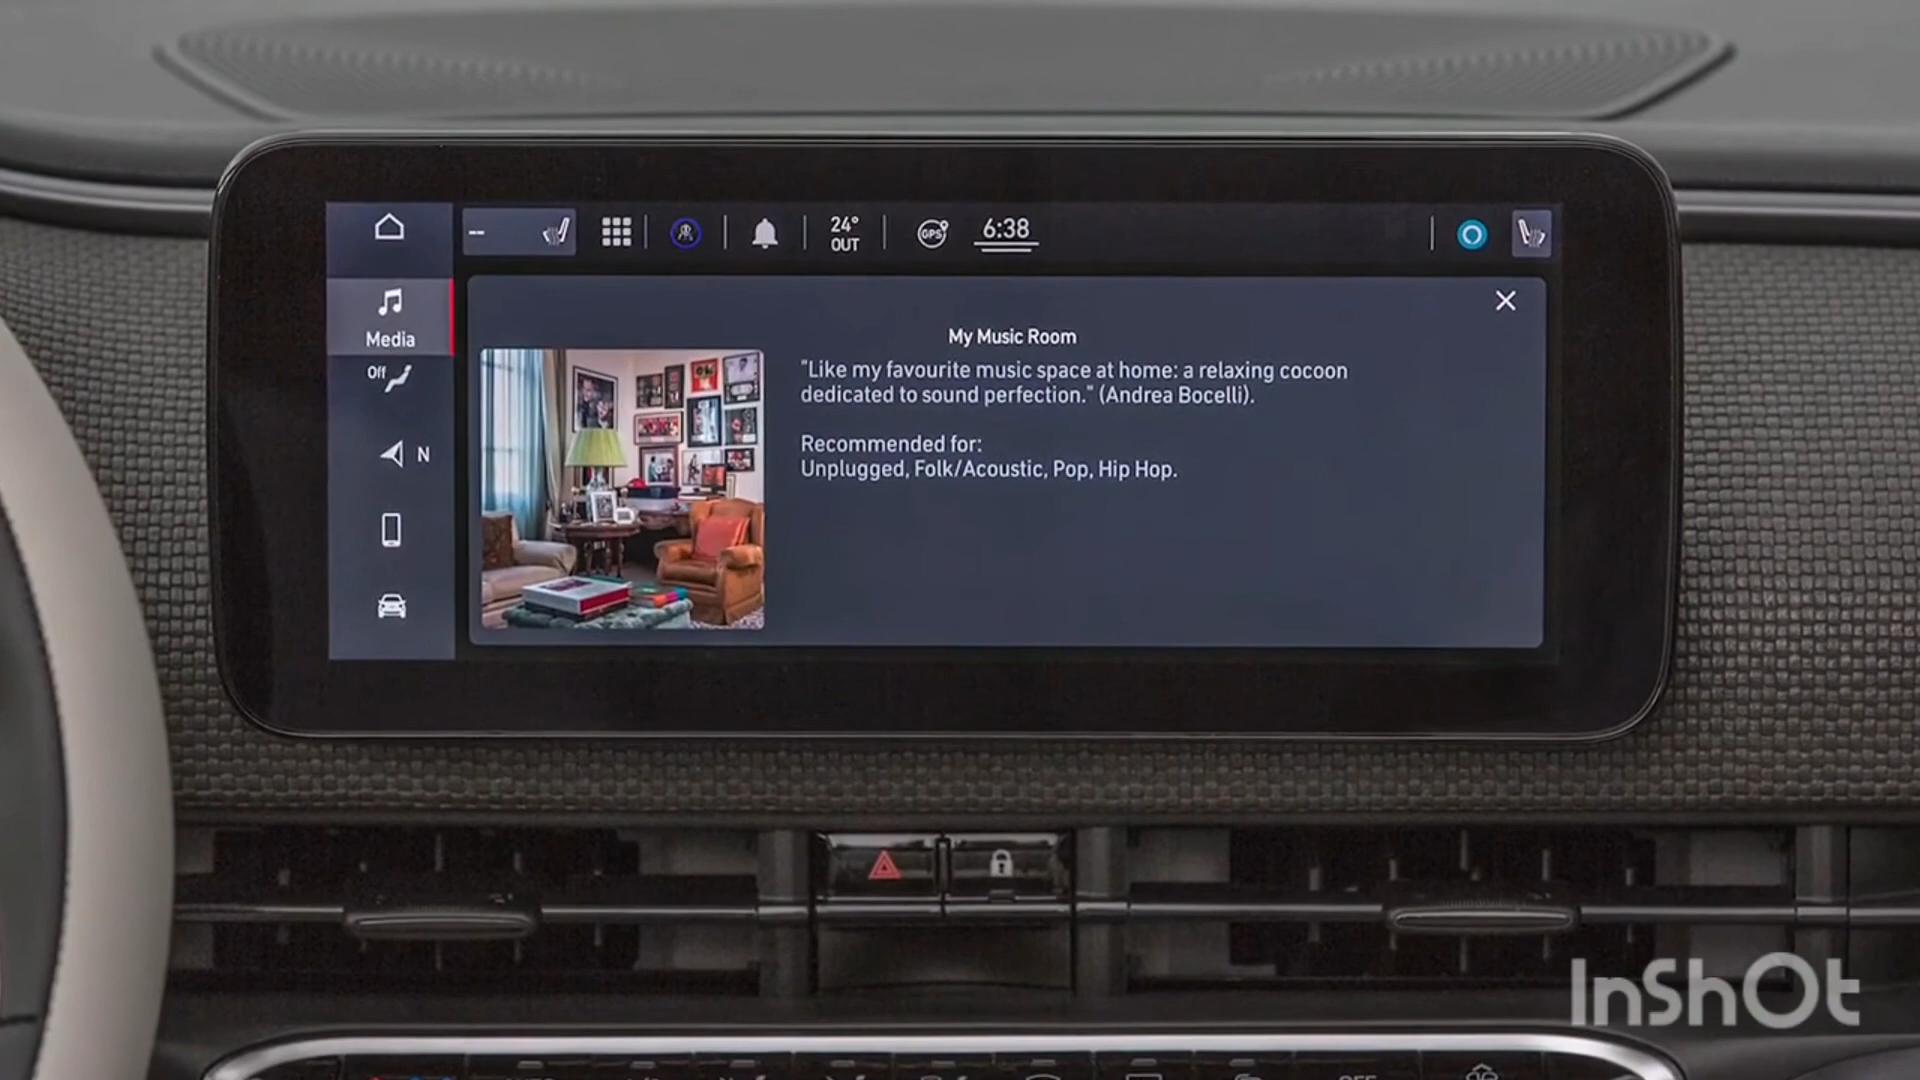 --
24°
OUT
GPS
6:38
Media
My Music Room
"Like my favourite music space at home: a relaxing cocoon
dedicated to sound perfection." (Andrea Bocelli).
Off
N
Recommended for:
Unplugged, Folk/Acoustic, Pop, Hip Hop.
InShOt
OFF